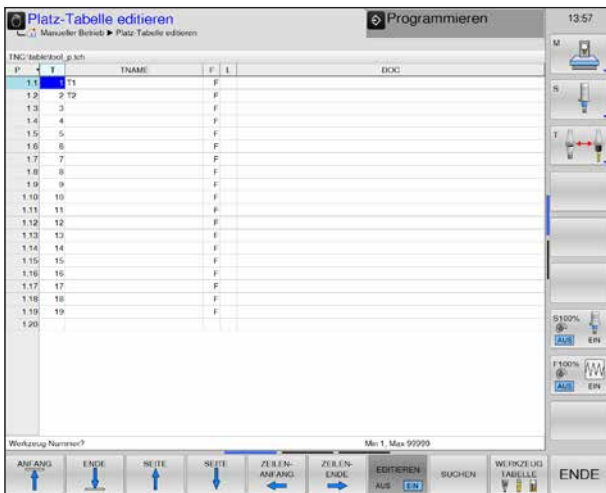 Platz-Tabelle editieren
Programmieren
13:57
Manueller Betrieb ▶ Platz-Tabelle editieren
TNC:\table\tool_p.tch
P T TNAME F L DOC
1.1 1 T1 F
1.2 2 T2 F
1.3 3 F
1.4 4 F
1.5 5 F
1.6 6 F
1.7 7 F
1.8 8 F
1.9 9 F
1.10 10 F
1.11 11 F
1.12 12 F
1.13 13 F
1.14 14 F
1.15 15 F
1.16 16 F
1.17 17 F
1.18 18 F
1.19 19 F
1.20
M
S
T
S100%
AUS EIN
F100%
AUS EIN
Werkzeug-Nummer? Min 1, Max 99999
ANFANG
ENDE
SEITE
SEITE
ZEILEN-
ANFANG
ZEILEN-
ENDE
EDITIEREN
AUS EIN
SUCHEN
WERKZEUG
TABELLE
ENDE